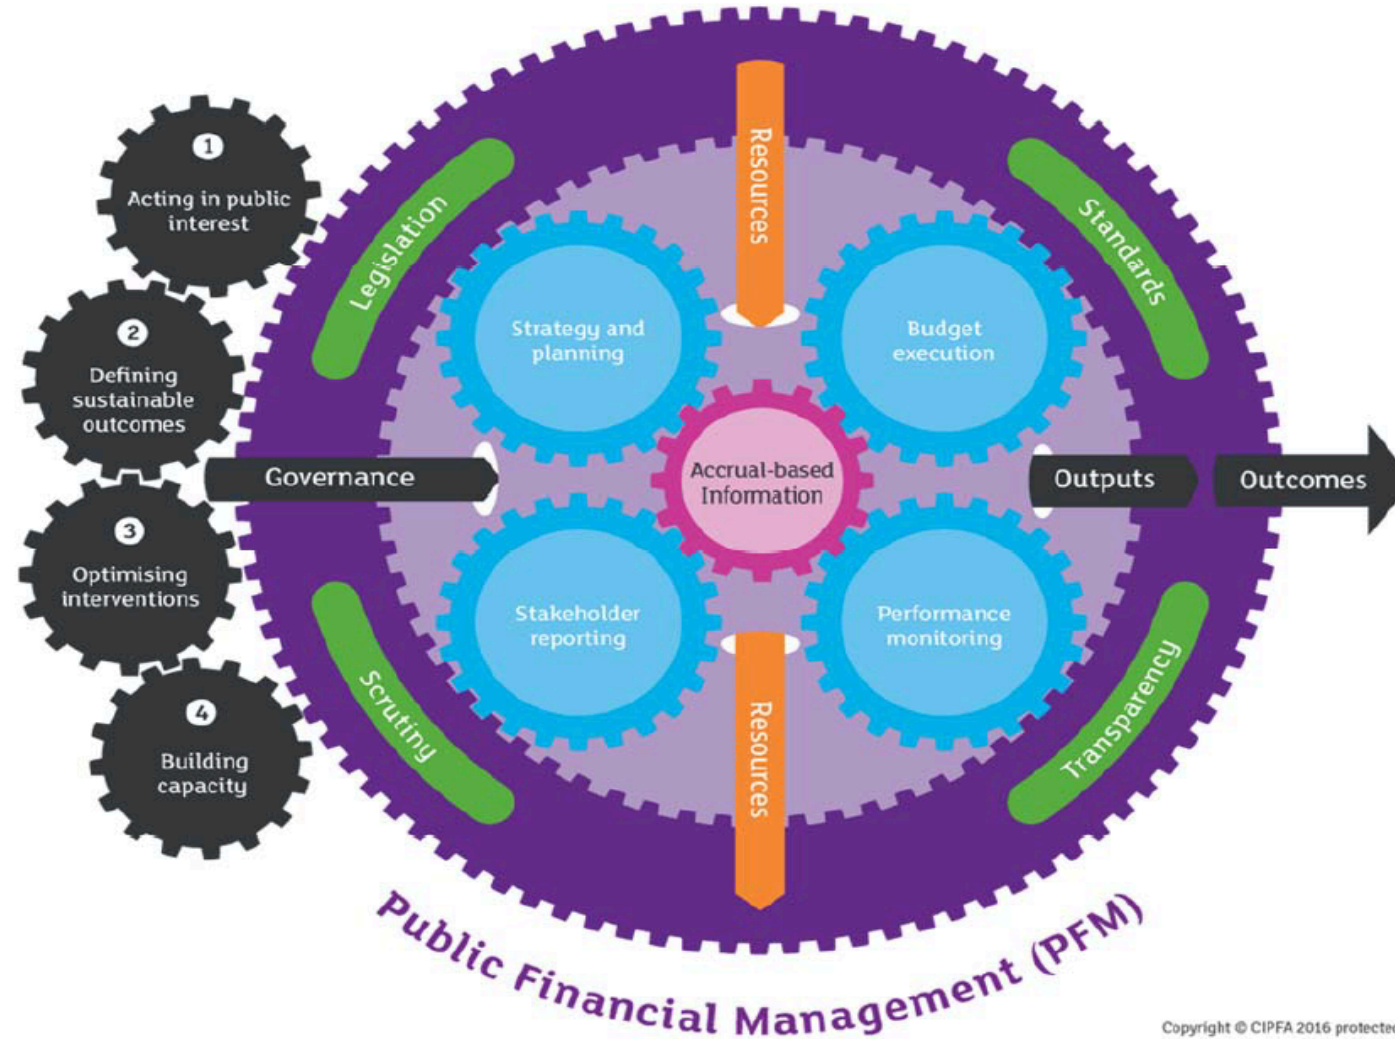 1
Acting in public
interest
2
Defining
sustainable
outcomes
3
Optimising
interventions
4
Building
capacity
Governance
Legislation
Resources
Standards
Strategy and
planning
Budget
execution
Accrual-based
Information
Stakeholder
reporting
Performance
monitoring
Outputs
Outcomes
Scrutiny
Resources
Transparency
Public Financial Management (PFM)
Copyright © CIPFA 2016 protected